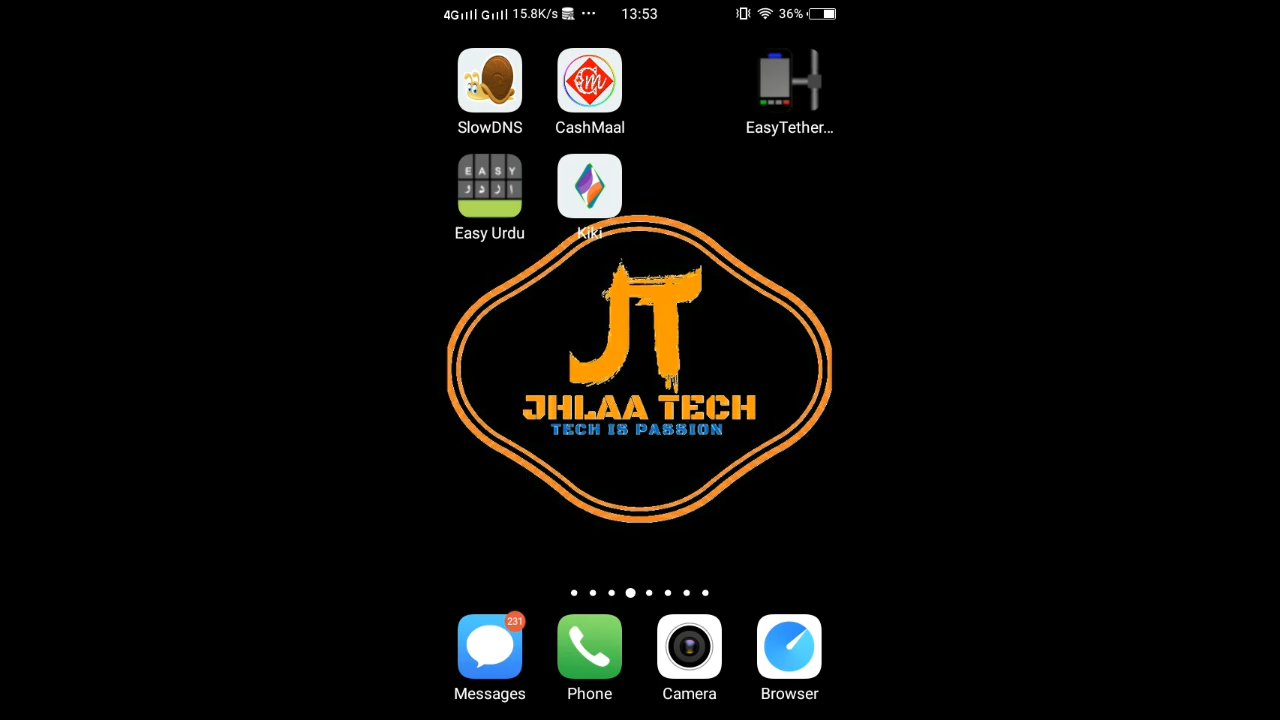 4G G 15.8K/s ··· 13:53 36%
SlowDNS CashMaal EasyTether...
EASY
ا ر د و
Easy Urdu Kiki
JT
JHLAA TECH
TECH IS PASSION
231
Messages Phone Camera Browser